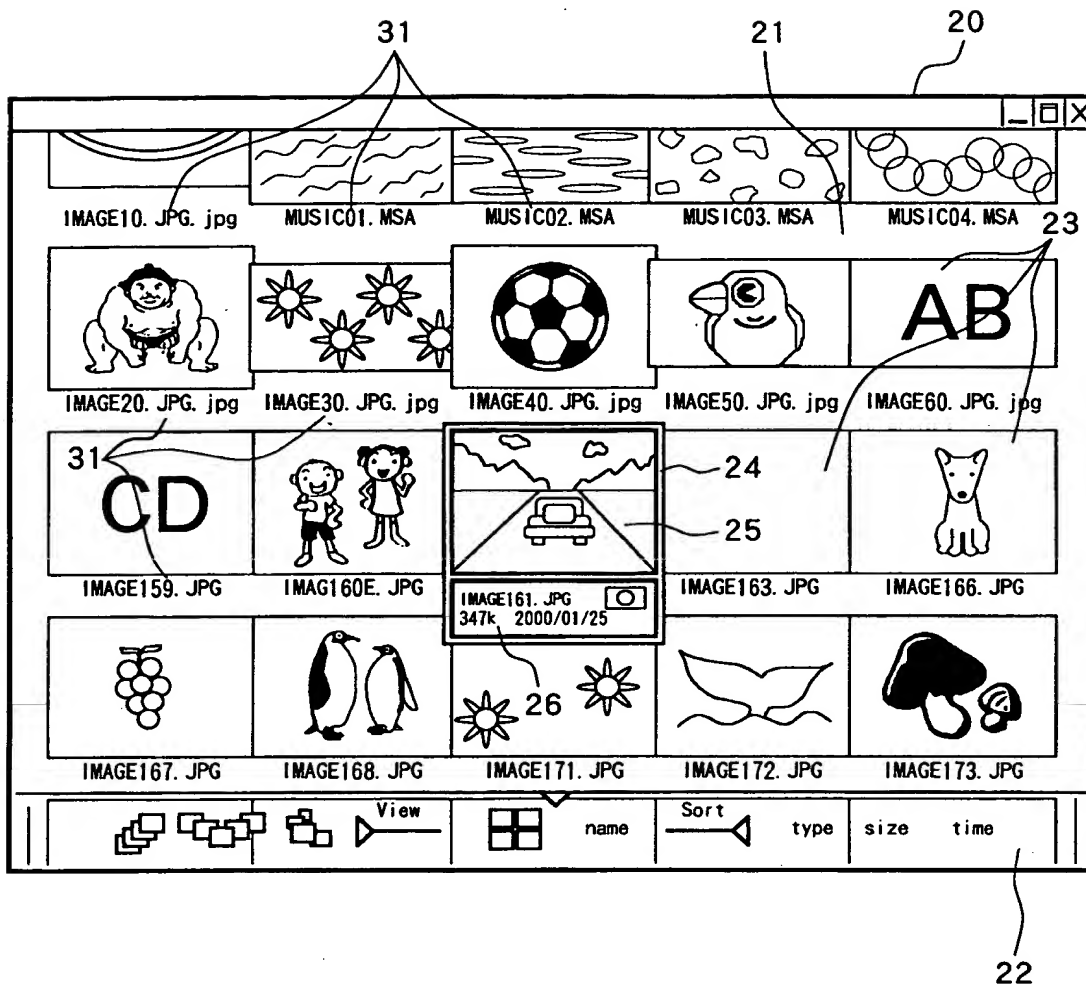 31 21 20
IMAGE10. JPG. jpg MUSIC01. MSA MUSIC02. MSA MUSIC03. MSA MUSIC04. MSA
23
AB
IMAGE20. JPG. jpg IMAGE30. JPG. jpg IMAGE40. JPG. jpg IMAGE50. JPG. jpg IMAGE60. JPG. jpg
31 24
CD 25
IMAGE159. JPG IMAG160E. JPG IMAGE163. JPG IMAGE166. JPG
IMAGE161. JPG
347k 2000/01/25
26
IMAGE167. JPG IMAGE168. JPG IMAGE171. JPG IMAGE172. JPG IMAGE173. JPG
View name Sort type size time
22